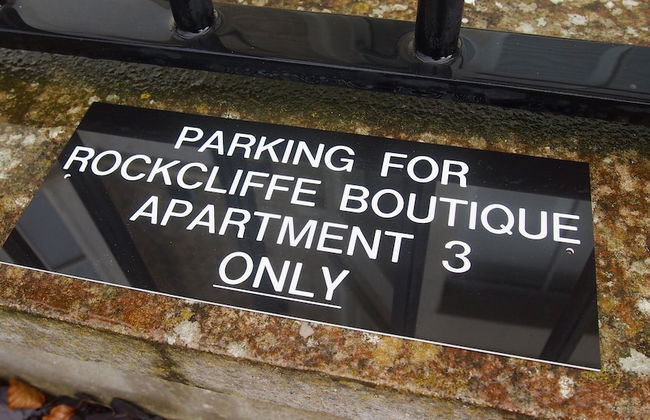 PARKING FOR
ROCKCLIFFE BOUTIQUE
APARTMENT 3
ONLY